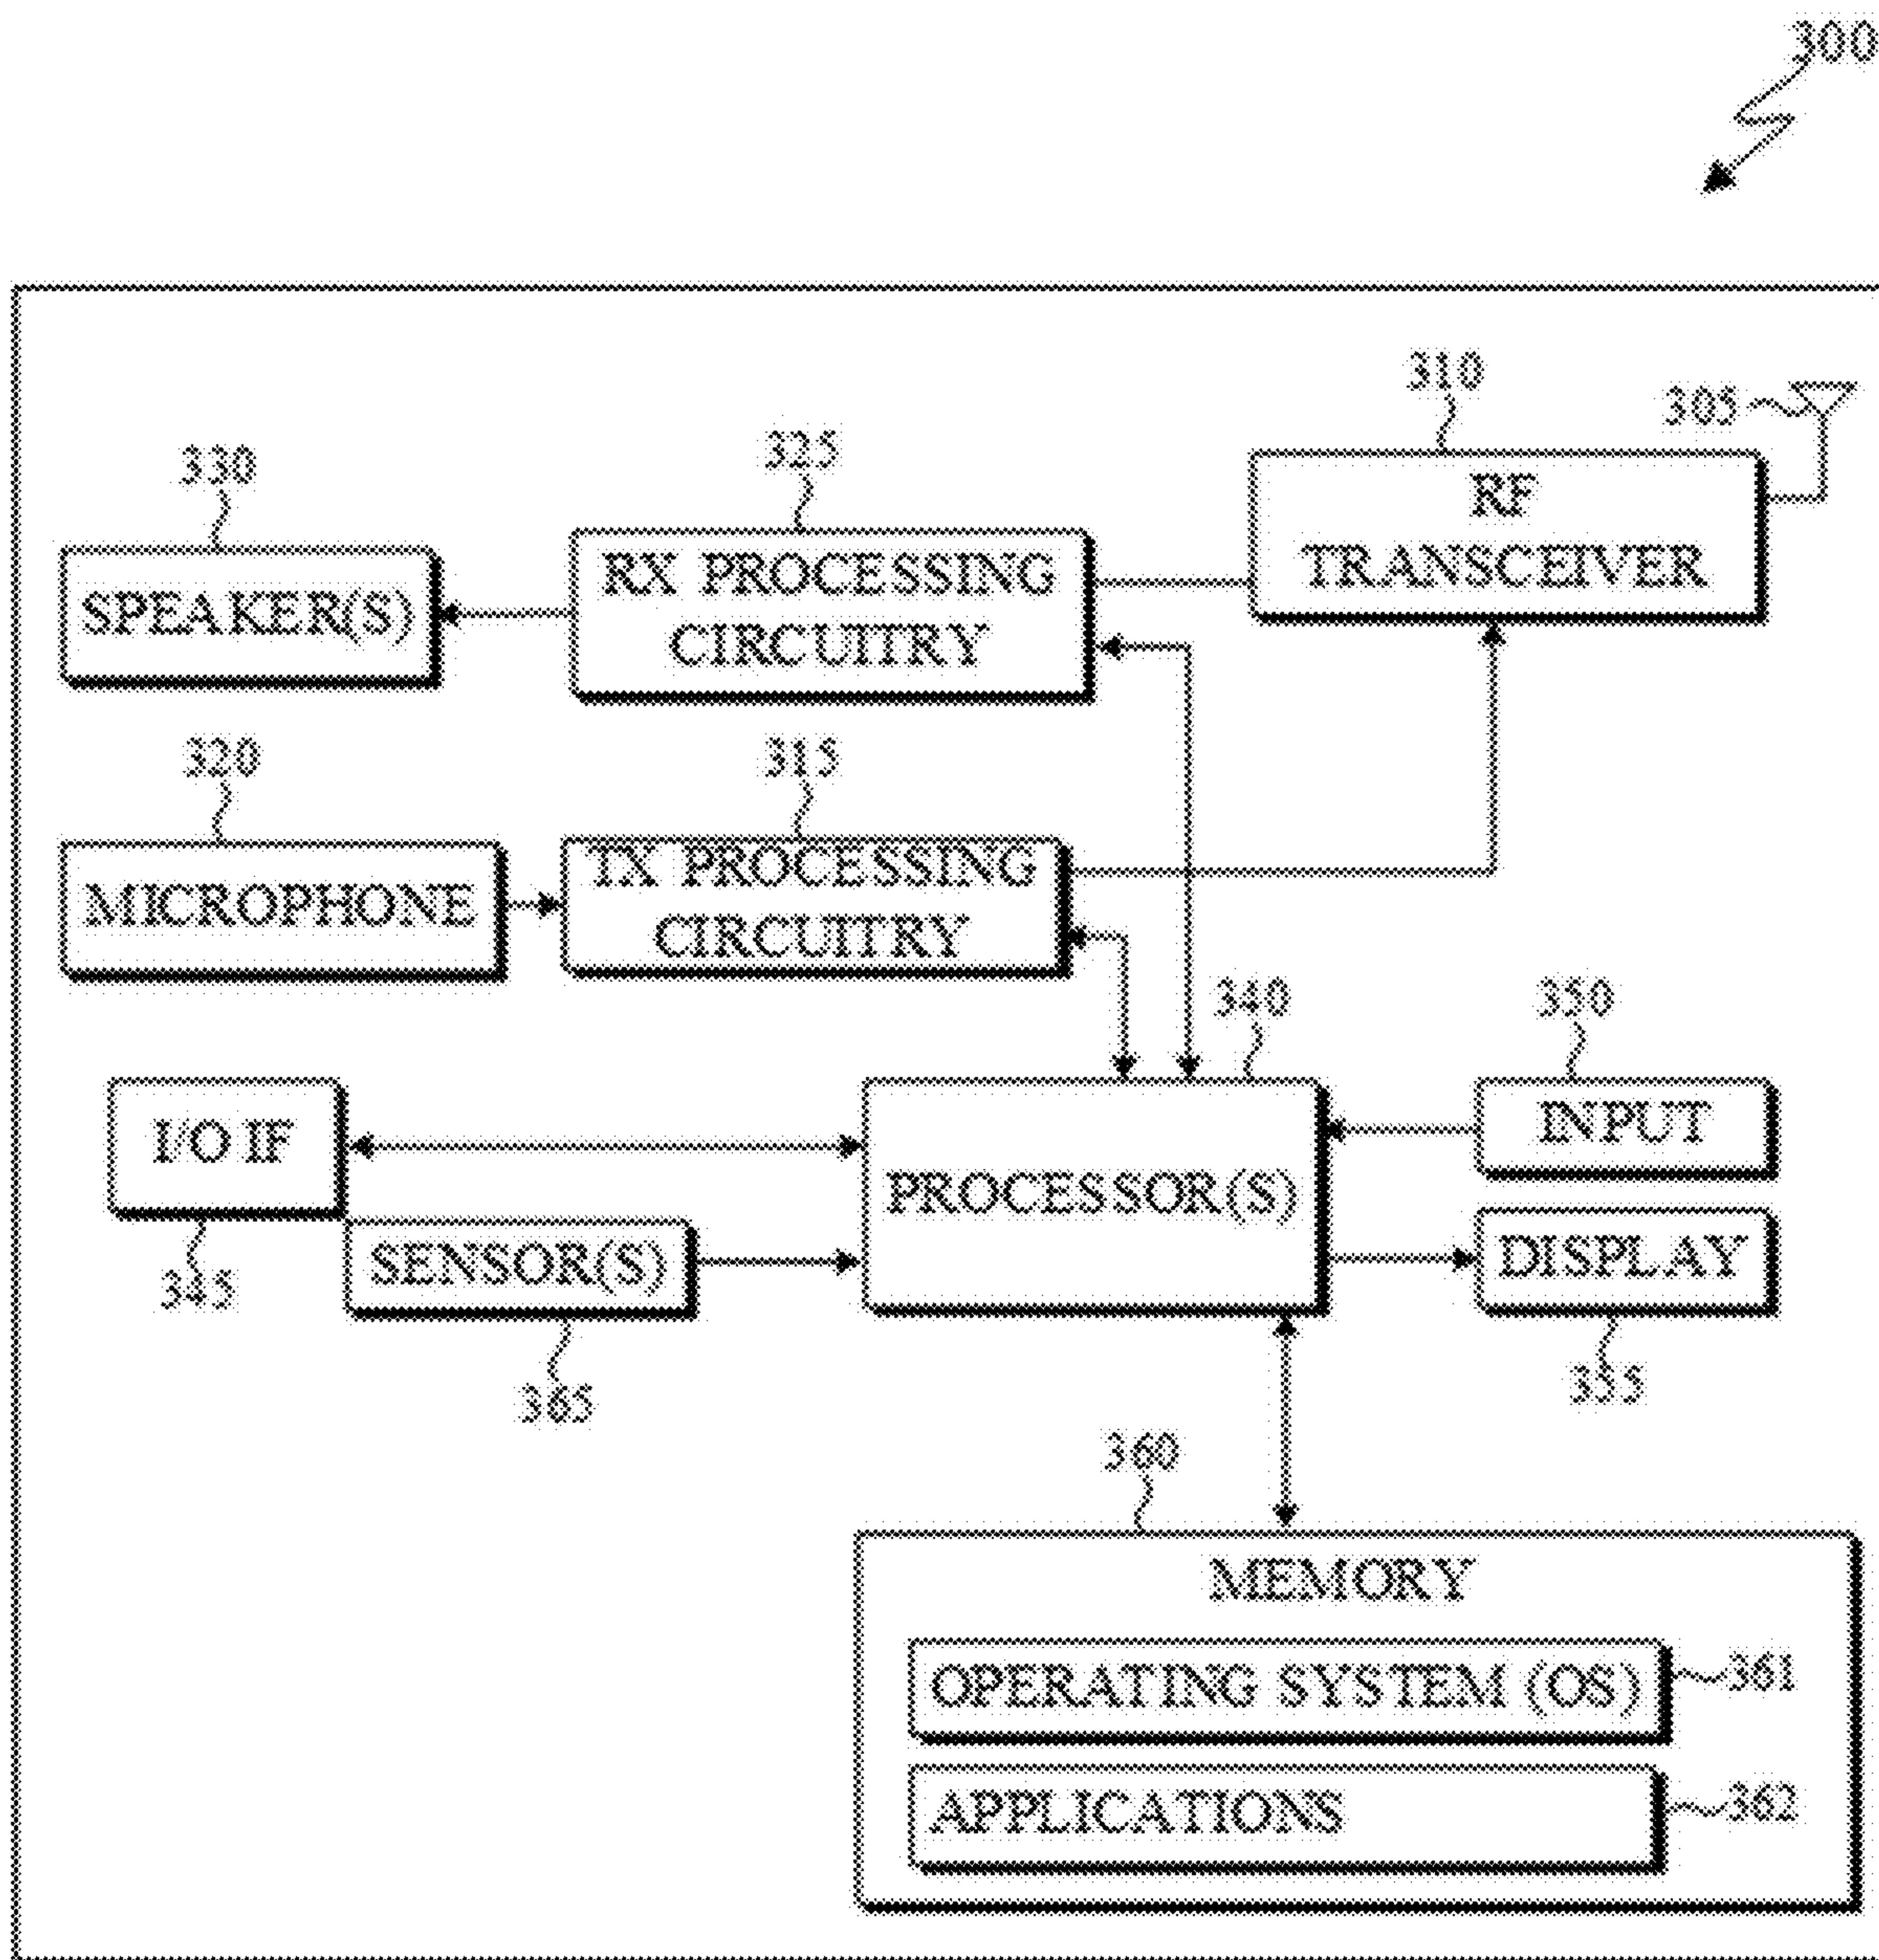 300
310
305
325
330
RF
TRANSCEIVER
RX PROCESSING
CIRCUITRY
SPEAKER(S)
320
315
MICROPHONE
TX PROCESSING
CIRCUITRY
340
350
I/O IF
PROCESSOR(S)
INPUT
SENSOR(S)
DISPLAY
345
365
355
360
MEMORY
OPERATING SYSTEM (OS)
361
APPLICATIONS
362